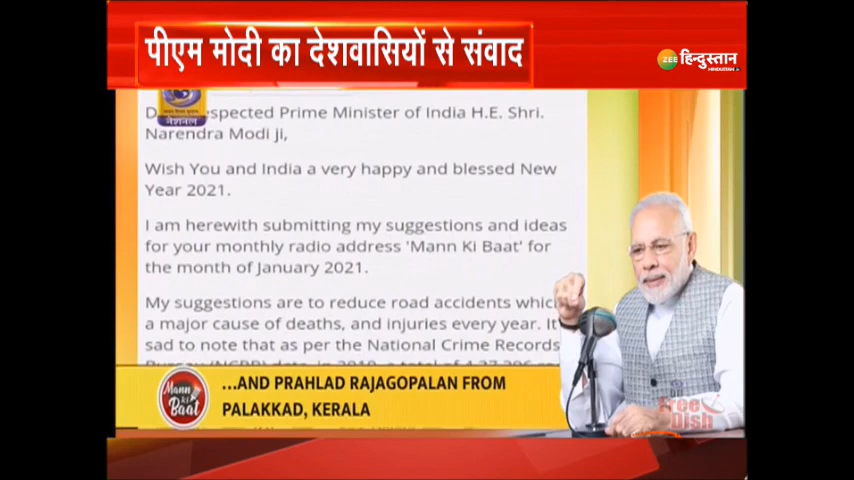 पीएम मोदी का देशवासियों से संवाद
ZEE हिन्दुस्तान
HINDUSTAN
नेशनल
espected Prime Minister of India H.E. Shri.
Narendra Modi ji,
Wish You and India a very happy and blessed New
Year 2021.
I am herewith submitting my suggestions and ideas
for your monthly radio address 'Mann Ki Baat' for
the month of January 2021.
My suggestions are to reduce road accidents which
a major cause of deaths, and injuries every year. It
sad to note that as per the National Crime Records
Mann ki Baat
...AND PRAHLAD RAJAGOPALAN FROM
PALAKKAD, KERALA
Free Dish